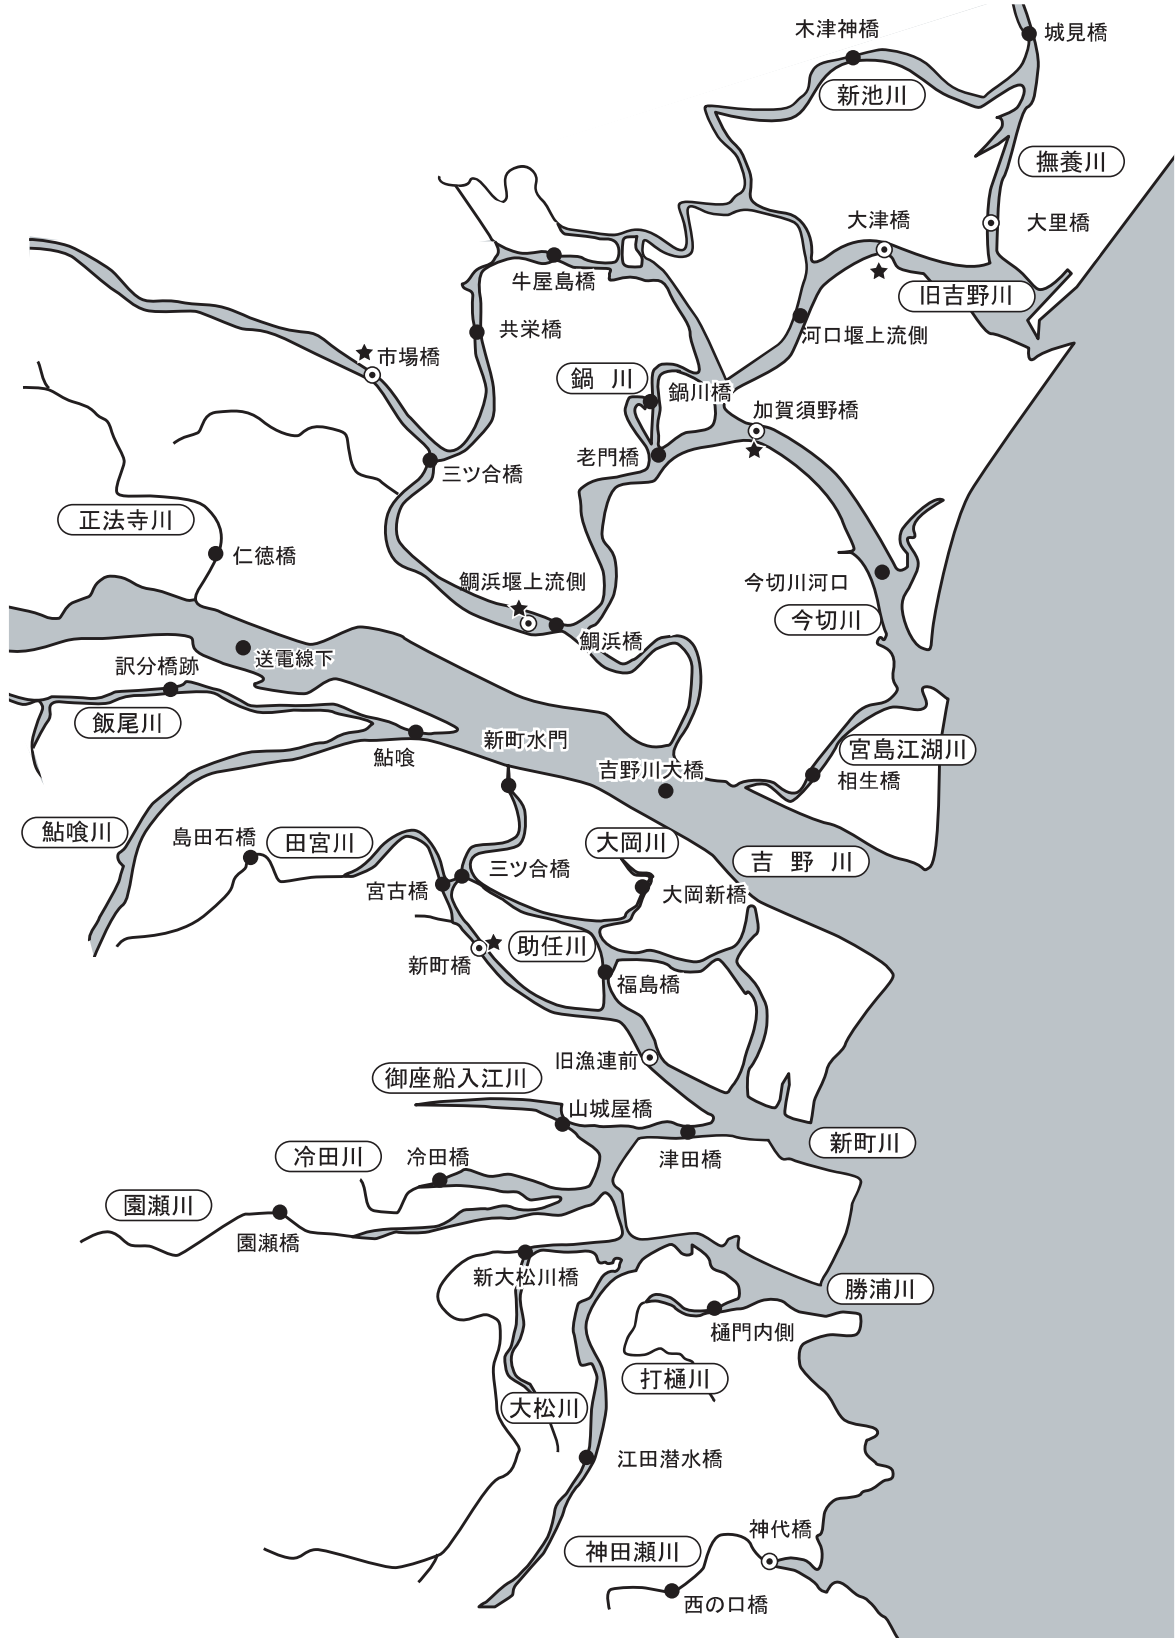 木津神橋
城見橋
新池川
撫養川
大津橋
大里橋
牛屋島橋
旧吉野川
共栄橋
河口堰上流側
市場橋
鍋 川
鍋川橋
加賀須野橋
老門橋
三ツ合橋
正法寺川
仁徳橋
鯛浜堰上流側
今切川河口
今切川
鯛浜橋
送電線下
訳分橋跡
飯尾川
新町水門
宮島江湖川
鮎喰
吉野川大橋
相生橋
鮎喰川
島田石橋
田宮川
大岡川
吉 野 川
三ツ合橋
宮古橋
大岡新橋
助任川
新町橋
福島橋
旧漁連前
御座船入江川
山城屋橋
新町川
冷田川
冷田橋
津田橋
園瀬川
園瀬橋
新大松川橋
勝浦川
樋門内側
打樋川
大松川
江田潜水橋
神代橋
神田瀬川
西の口橋